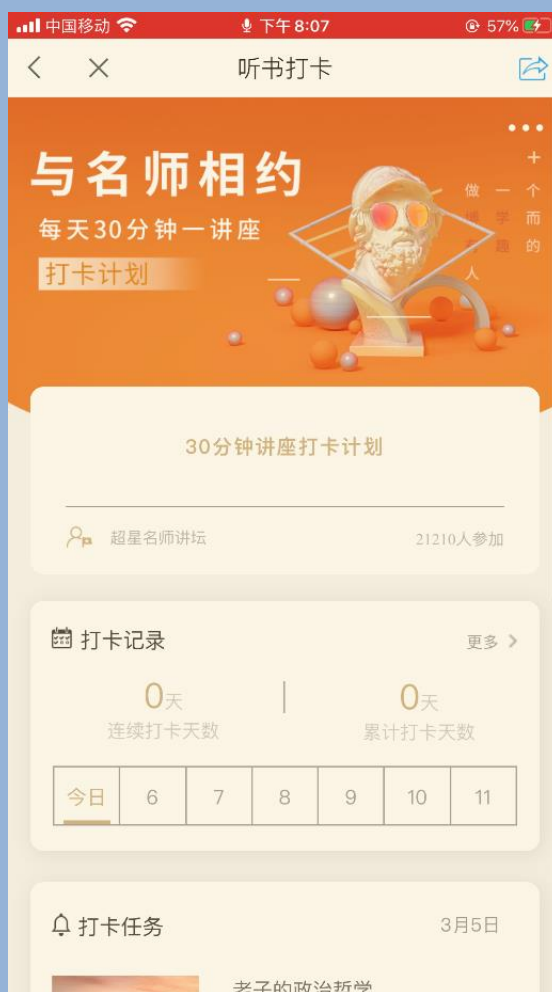 中国移动 下午 8:07 57%
听书打卡
与名师相约
每天30分钟一讲座
打卡计划
做一个
博学而
有趣的
人
30分钟讲座打卡计划
超星名师讲坛 21210人参加
打卡记录 更多
0天 0天
连续打卡天数 累计打卡天数
今日 6 7 8 9 10 11
打卡任务 3月5日
老子的政治哲学